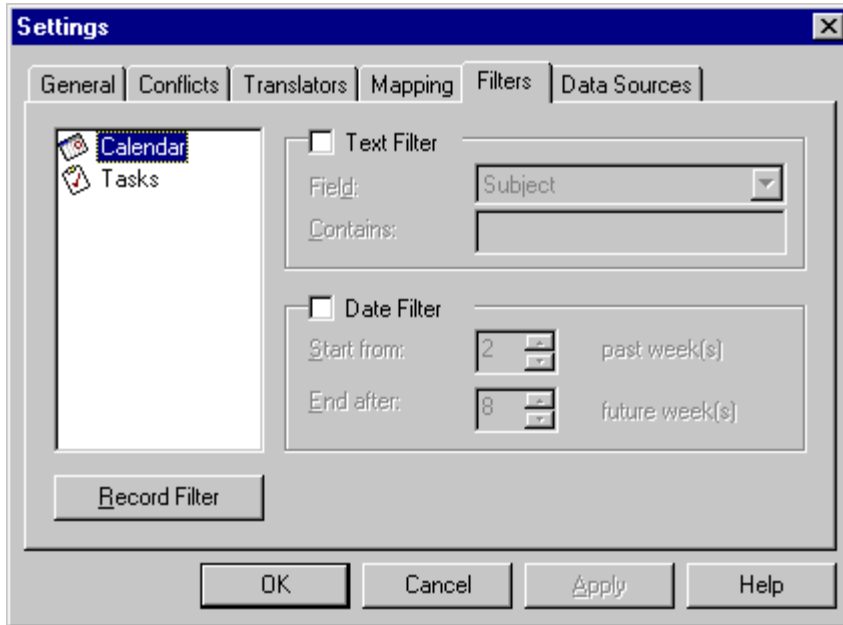 Settings
General Conflicts Translators Mapping Filters Data Sources
Calendar
Tasks
Text Filter
Field: Subject
Contains:
Date Filter
Start from: 2 past week(s)
End after: 8 future week(s)
Record Filter
OK Cancel Apply Help